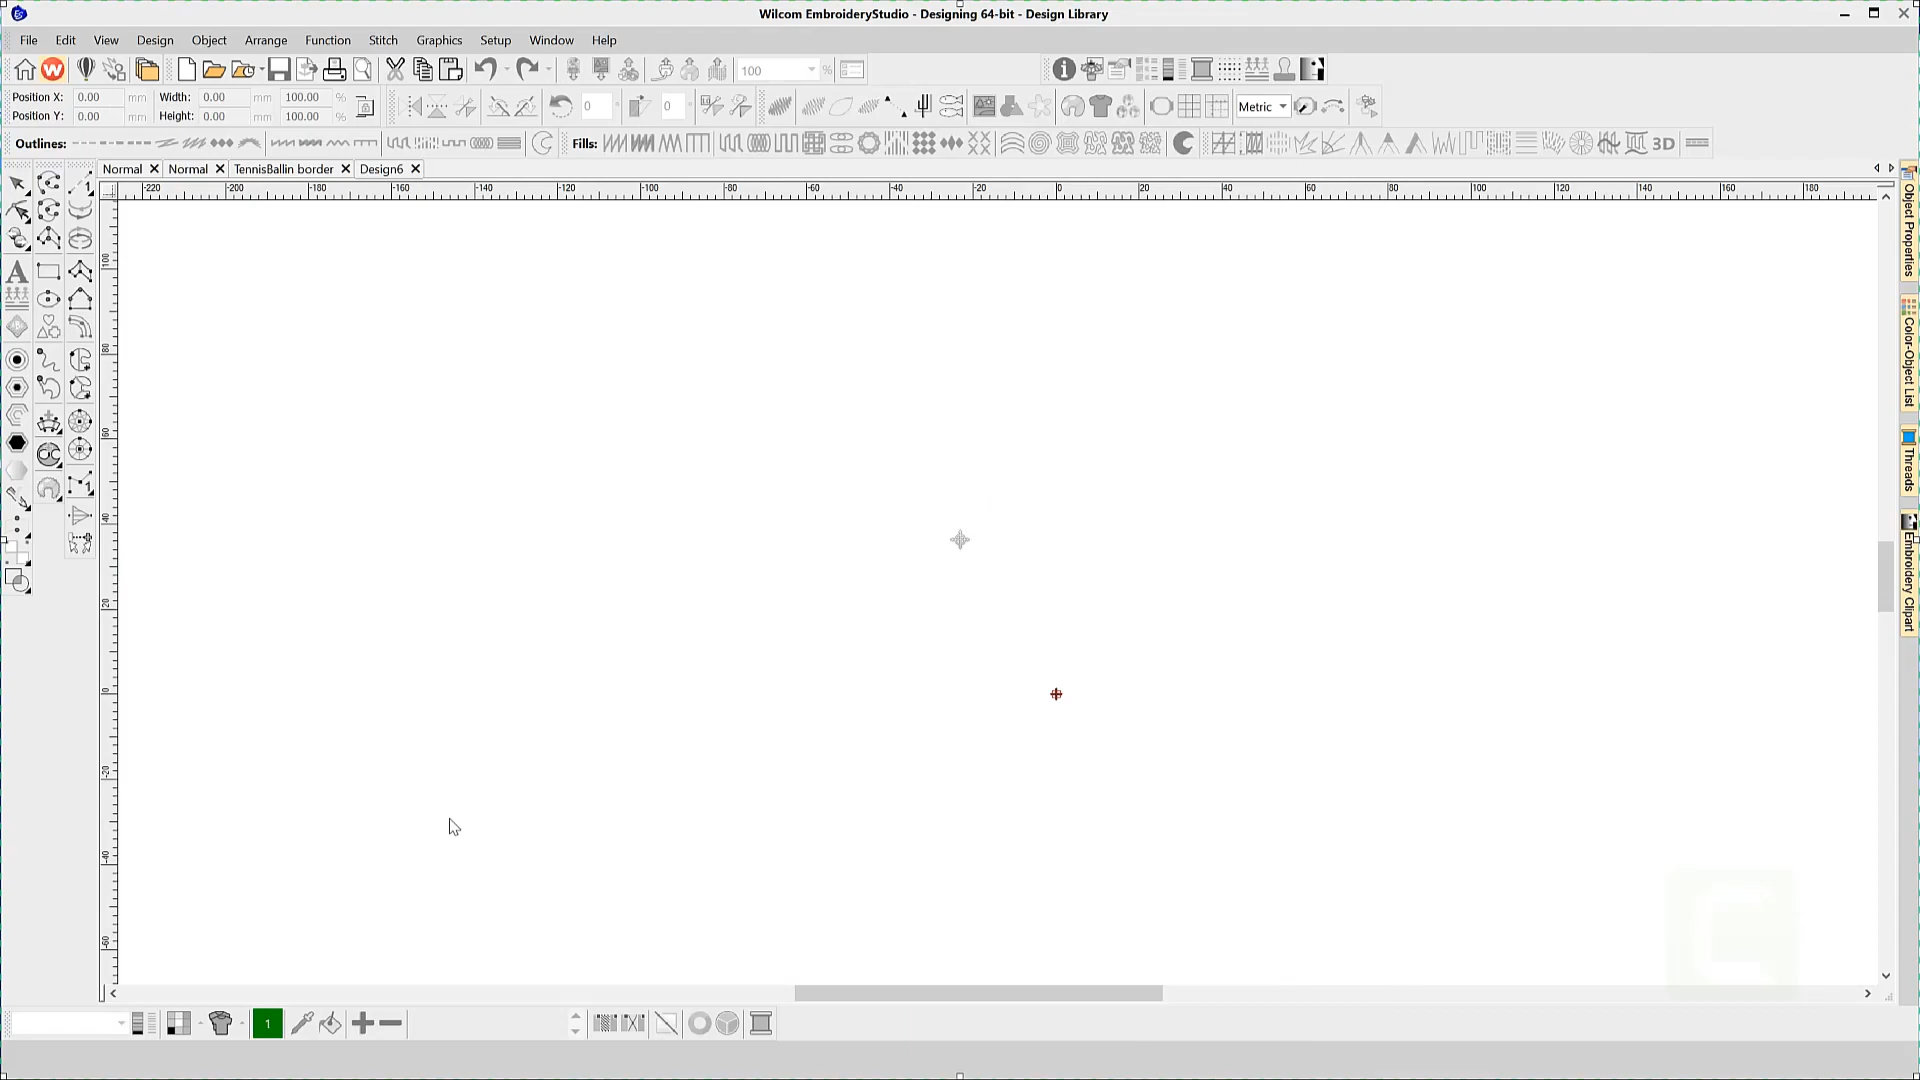 Wilcom EmbroideryStudio - Designing 64-bit - Design Library
File Edit View Design Object Arrange Function Stitch Graphics Setup Window Help
100 %
Position X: 0.00 mm Width: 0.00 mm 100.00 % 0 0 Metric
Position Y: 0.00 mm Height: 0.00 mm 100.00 %
Outlines: Fills: 3D
Normal Normal TennisBallin border Design6
-220 -200 -180 -160 -140 -120 -100 -80 -60 -40 -20 0 20 40 60 80 100 120 140 160 180
100
80
60
40
20
0
-20
-40
-60
A
1
1
Object Properties
Color-Object List
Threads
Embroidery Clipart
1